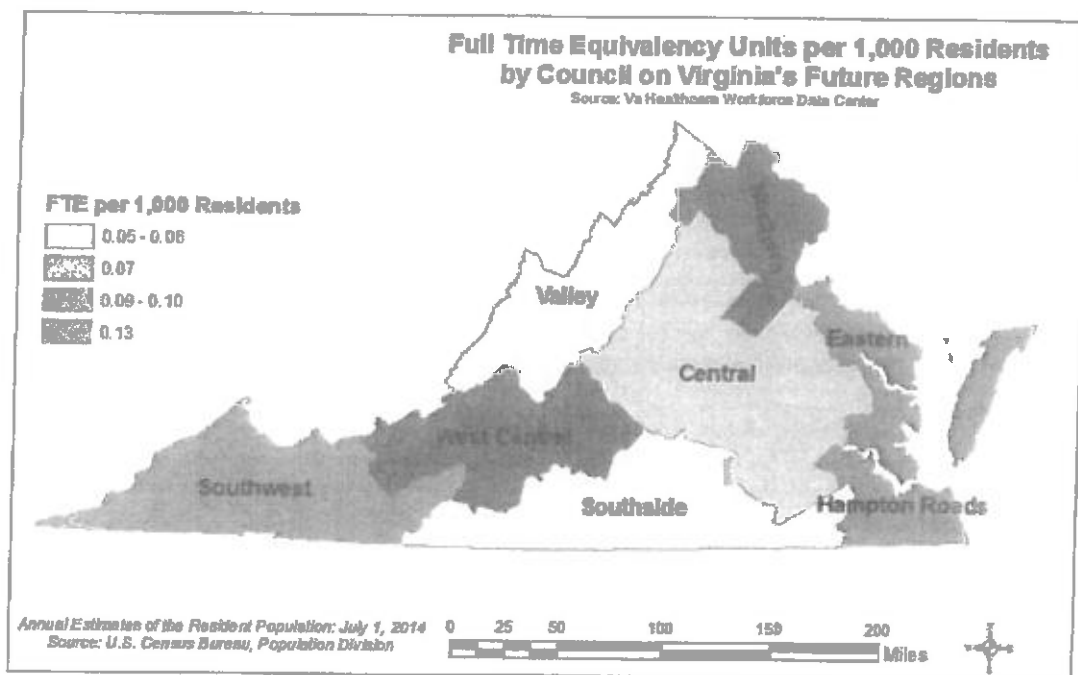 Full Time Equivalency Units per 1,000 Residents
by Council on Virginia's Future Regions
Source: Va Healthcare Workforce Data Center
FTE per 1,000 Residents
0.05 - 0.06
0.07
0.09 - 0.10
0.13
Valley
Central
Eastern
West Central
Southwest
Southside
Hampton Roads
Annual Estimates of the Resident Population: July 1, 2014
Source: U.S. Census Bureau, Population Division
0 25 50 100 150 200
Miles